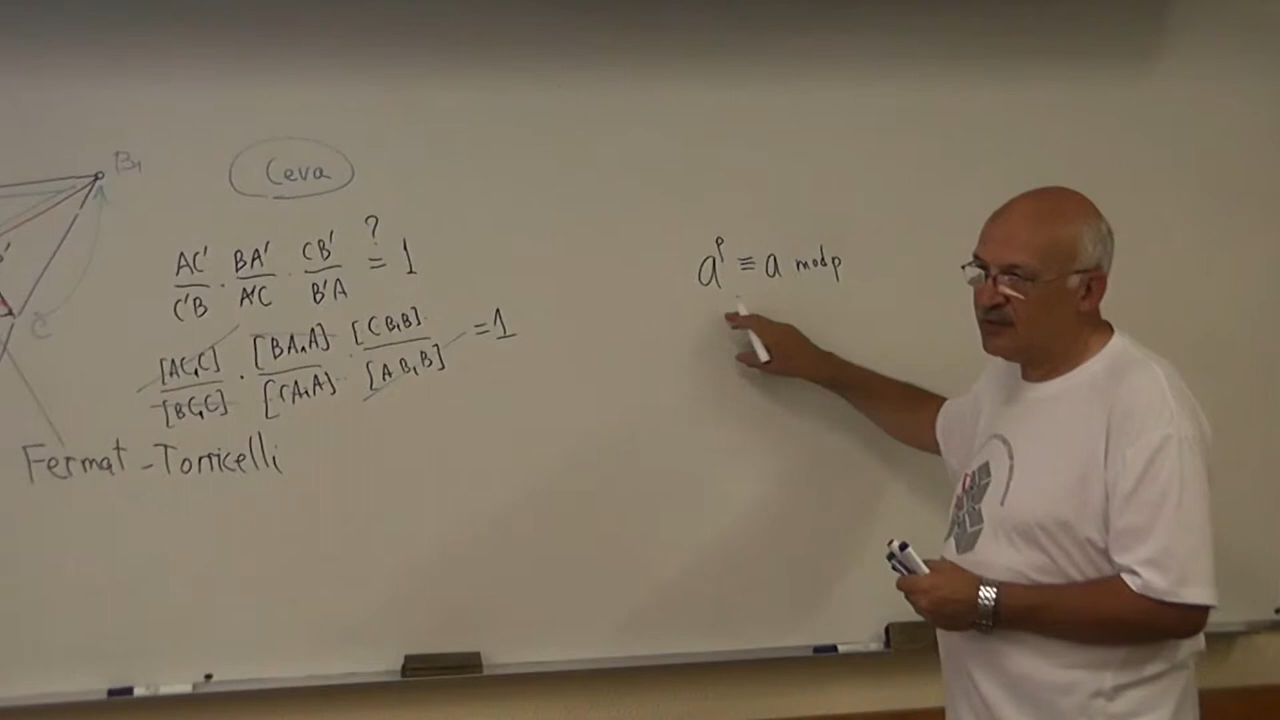 B₁
Ceva
AC'/C'B · BA'/A'C · CB'/B'A ?= 1
[AC₁C]/[BC₁C] · [BA₁A]/[CA₁A] · [CB₁B]/[AB₁B] = 1
Fermat - Torricelli
aᵖ ≡ a mod p